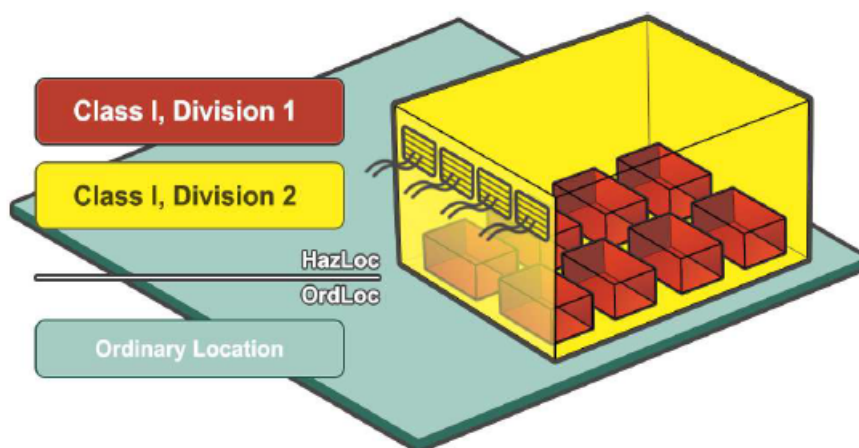 Class I, Division 1
Class I, Division 2
HazLoc
OrdLoc
Ordinary Location